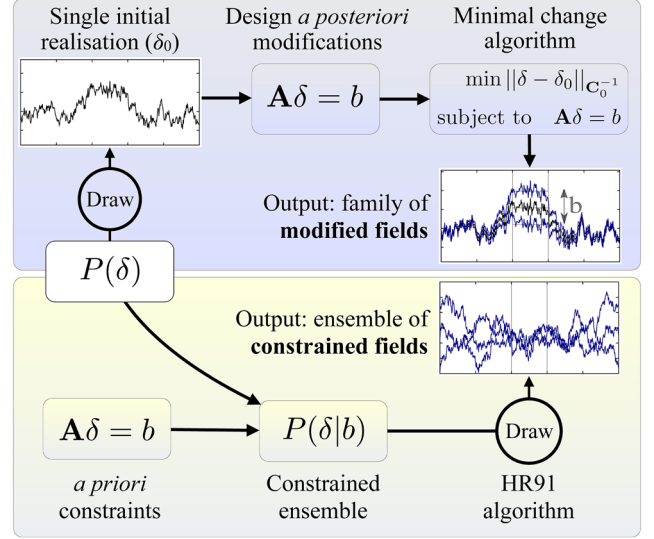 Single initial
realisation (δ₀)
Design a posteriori
modifications
Minimal change
algorithm
Aδ = b
min ||δ − δ₀||_{C₀⁻¹}
subject to Aδ = b
Draw
Output: family of
modified fields
b
P(δ)
Output: ensemble of
constrained fields
Aδ = b
P(δ|b)
Draw
a priori
constraints
Constrained
ensemble
HR91
algorithm